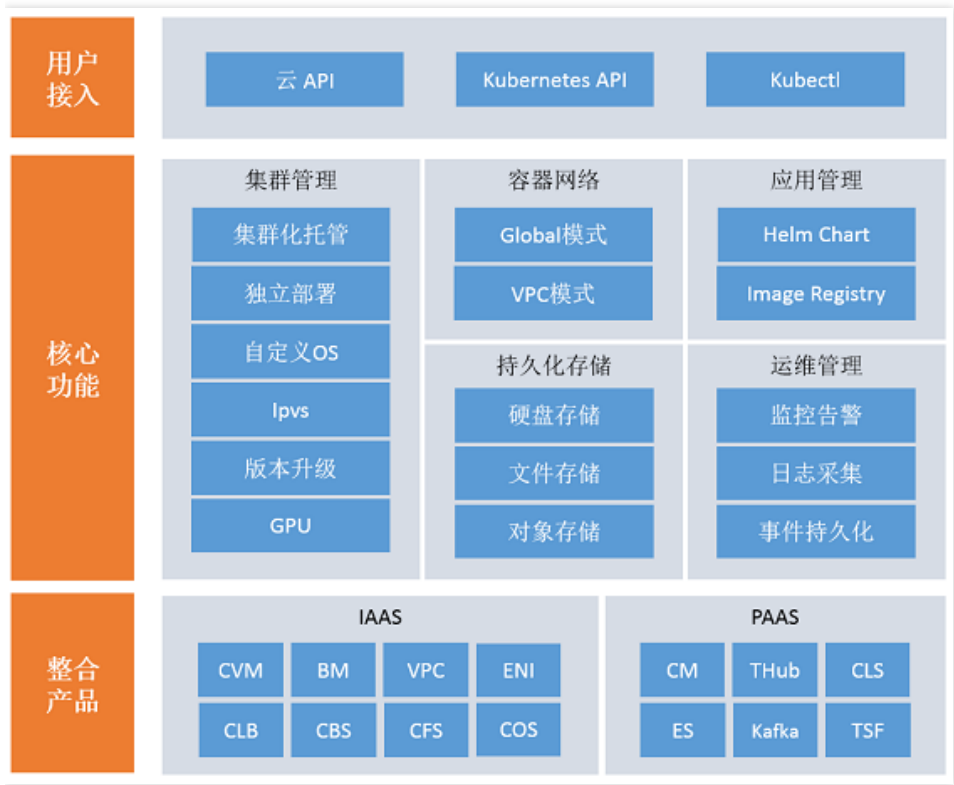 用户
接入
云 API
Kubernetes API
Kubectl
核心
功能
集群管理
集群化托管
独立部署
自定义OS
Ipvs
版本升级
GPU
容器网络
Global模式
VPC模式
应用管理
Helm Chart
Image Registry
持久化存储
硬盘存储
文件存储
对象存储
运维管理
监控告警
日志采集
事件持久化
整合
产品
IAAS
CVM
BM
VPC
ENI
CLB
CBS
CFS
COS
PAAS
CM
THub
CLS
ES
Kafka
TSF